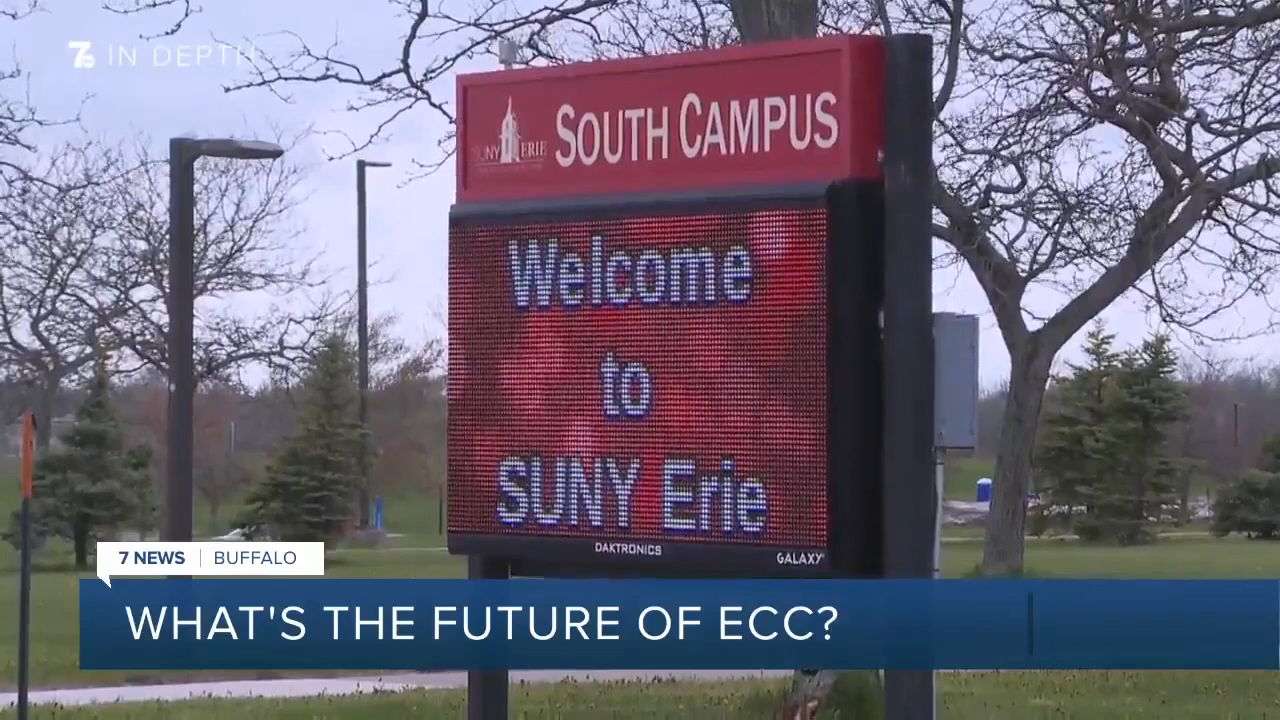 7 IN DEPTH
SUNY ERIE
SOUTH CAMPUS
Welcome
to
SUNY Erie
DAKTRONICS
GALAXY
7 NEWS | BUFFALO
WHAT'S THE FUTURE OF ECC?